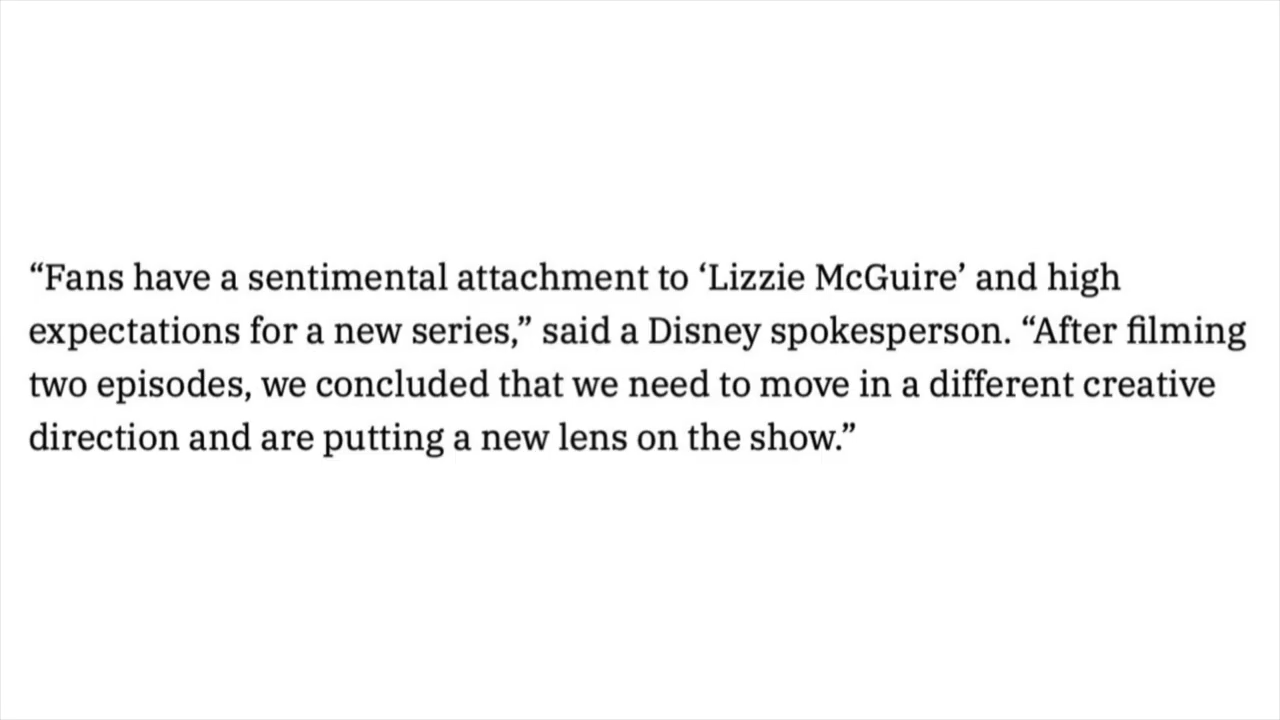 “Fans have a sentimental attachment to ‘Lizzie McGuire’ and high
expectations for a new series,” said a Disney spokesperson. “After filming
two episodes, we concluded that we need to move in a different creative
direction and are putting a new lens on the show.”